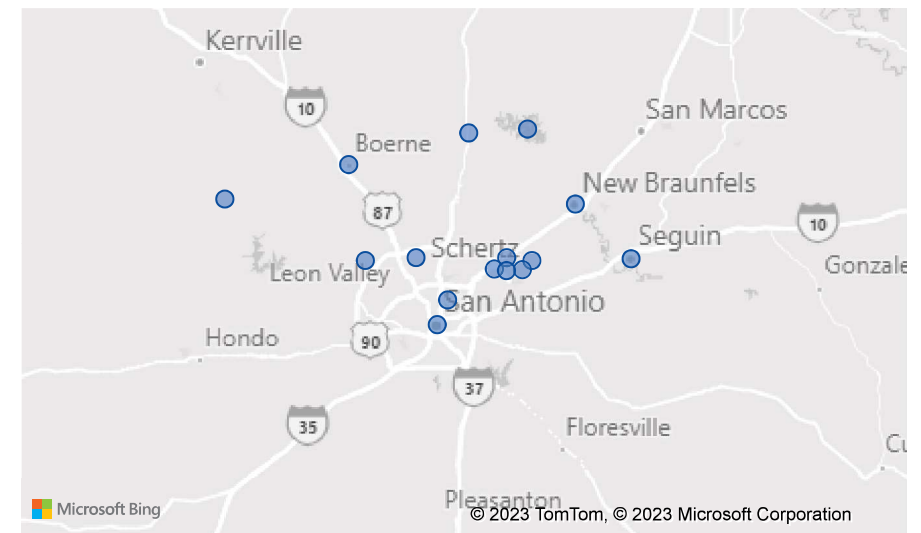 Kerrville
10
San Marcos
Boerne
New Braunfels
87
10
Seguin
Schertz
Gonzale
Leon Valley
San Antonio
Hondo
90
37
35
Floresville
Cu
Pleasanton
Microsoft Bing
© 2023 TomTom, © 2023 Microsoft Corporation